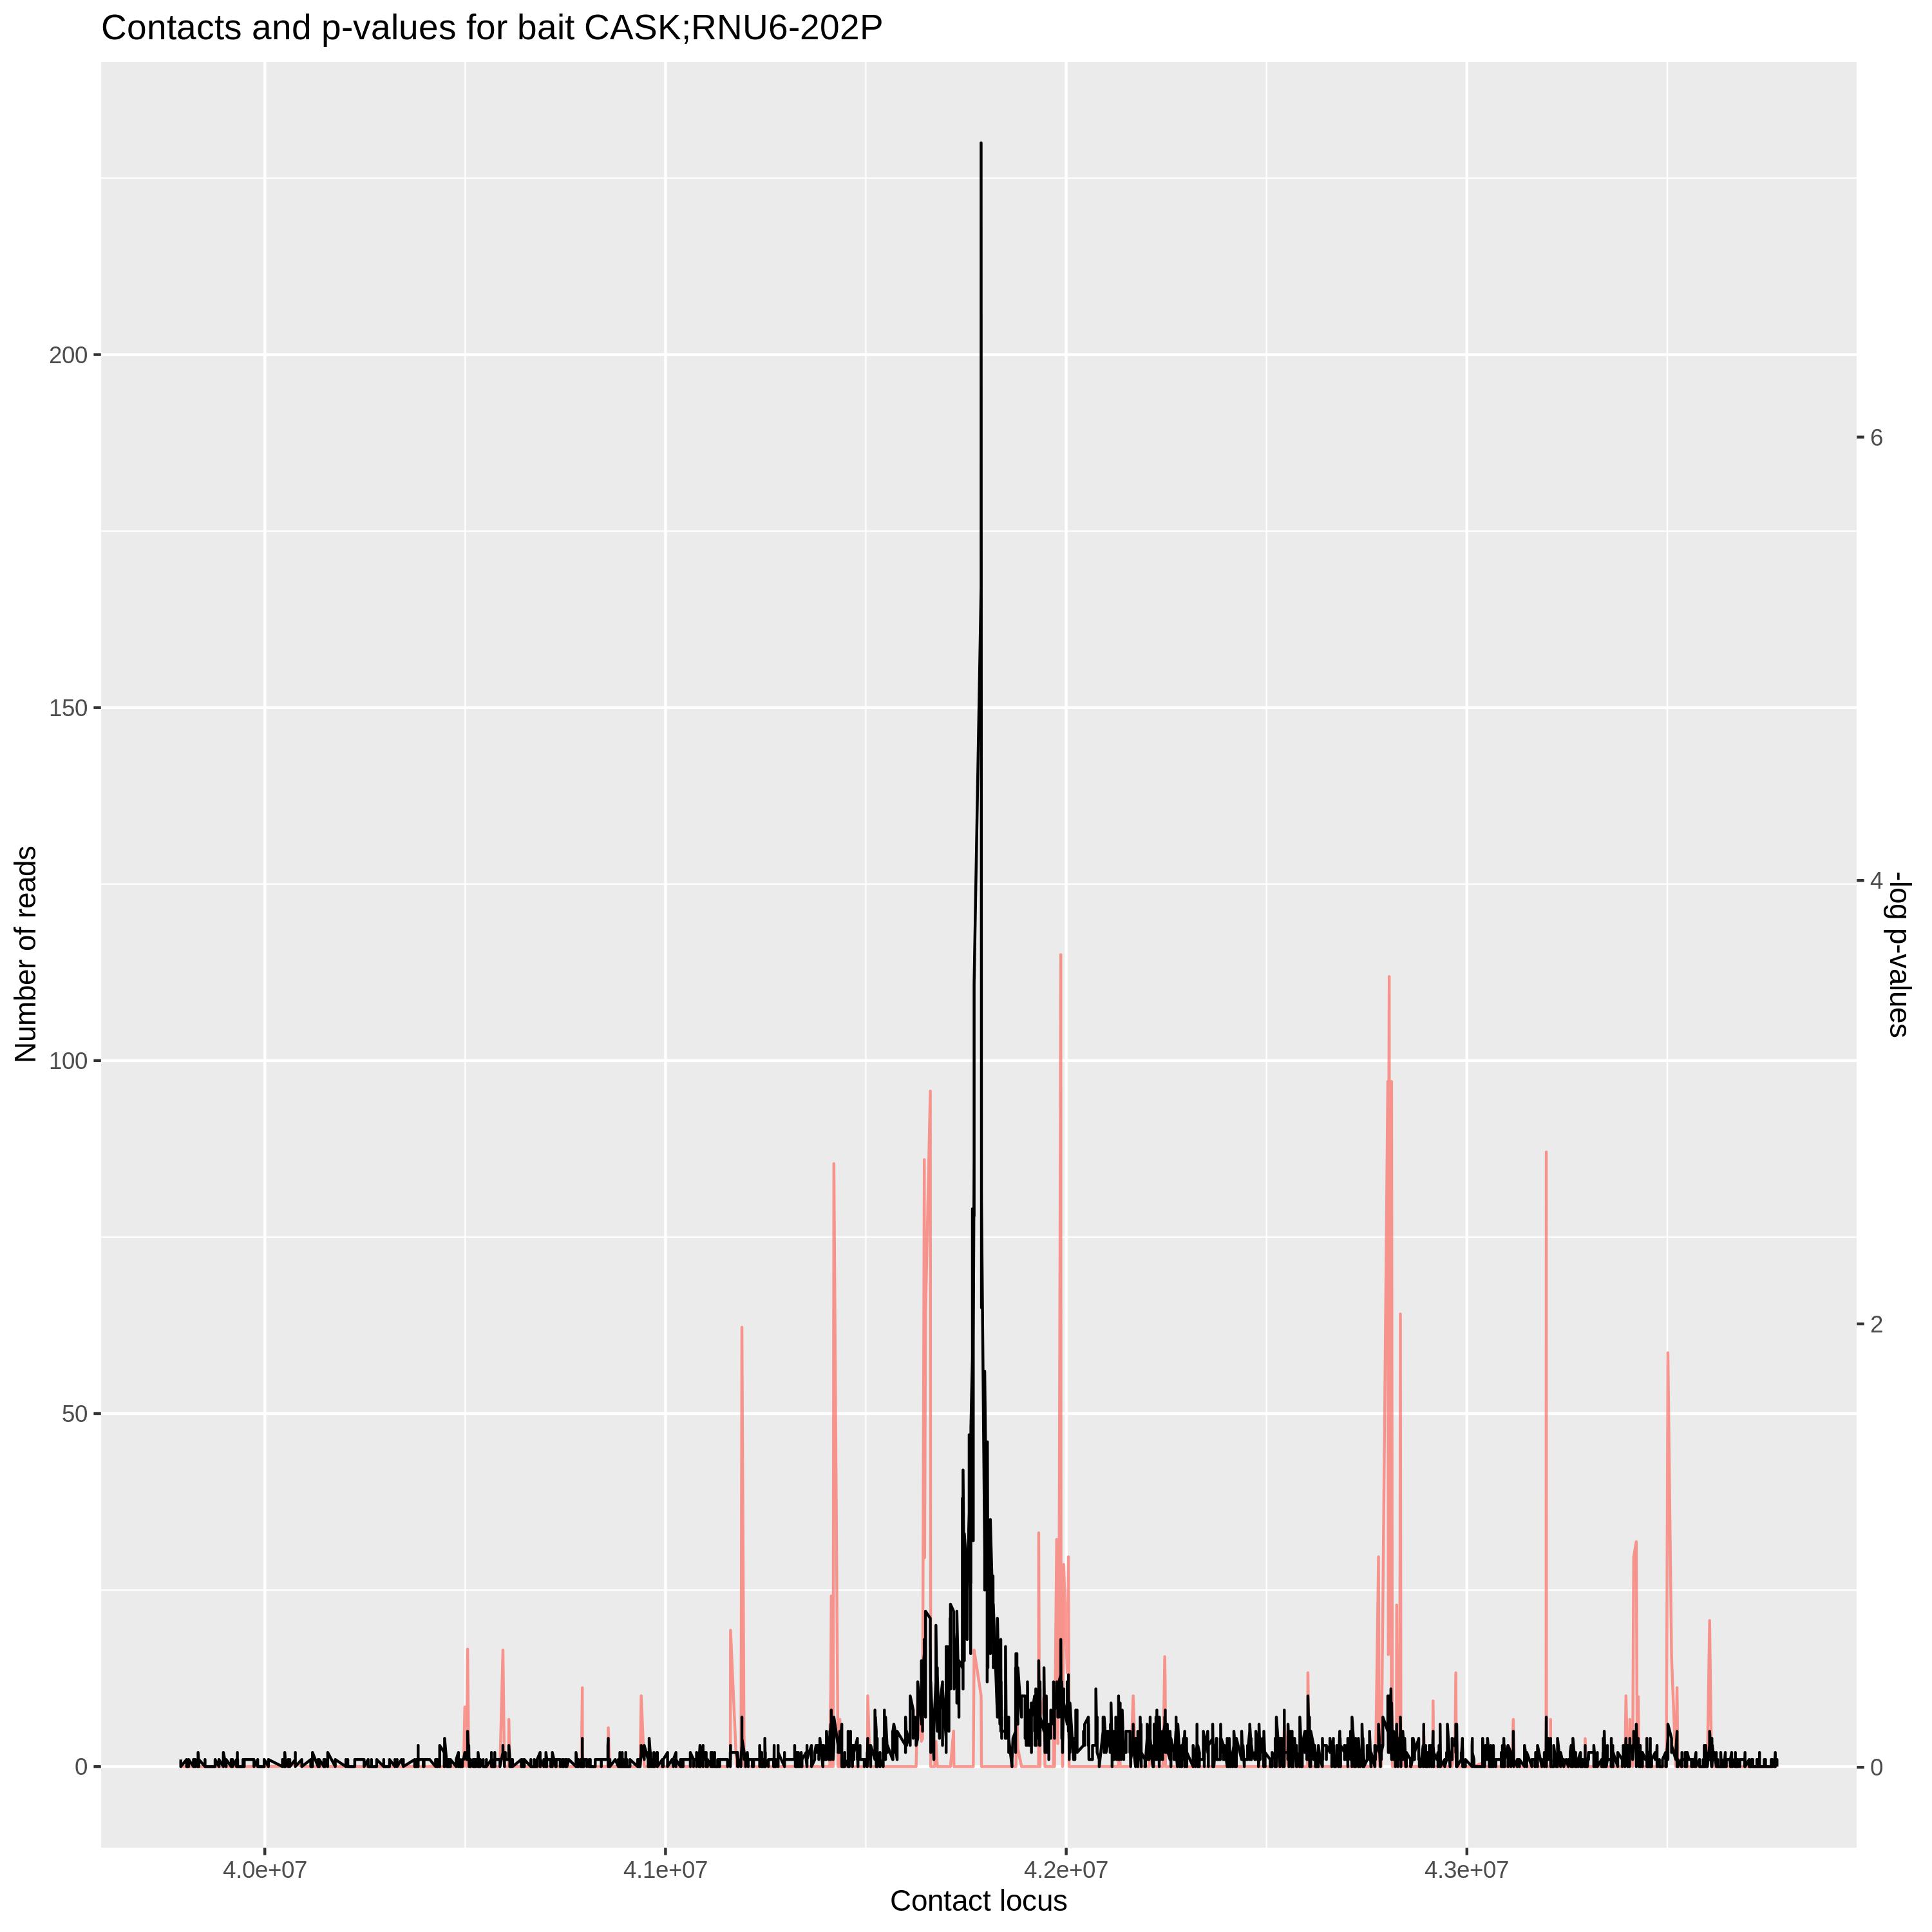 Contacts and p-values for bait CASK;RNU6-202P
200
150
100
50
0
Number of reads
6
4
2
0
-log p-values
4.0e+07
4.1e+07
4.2e+07
4.3e+07
Contact locus